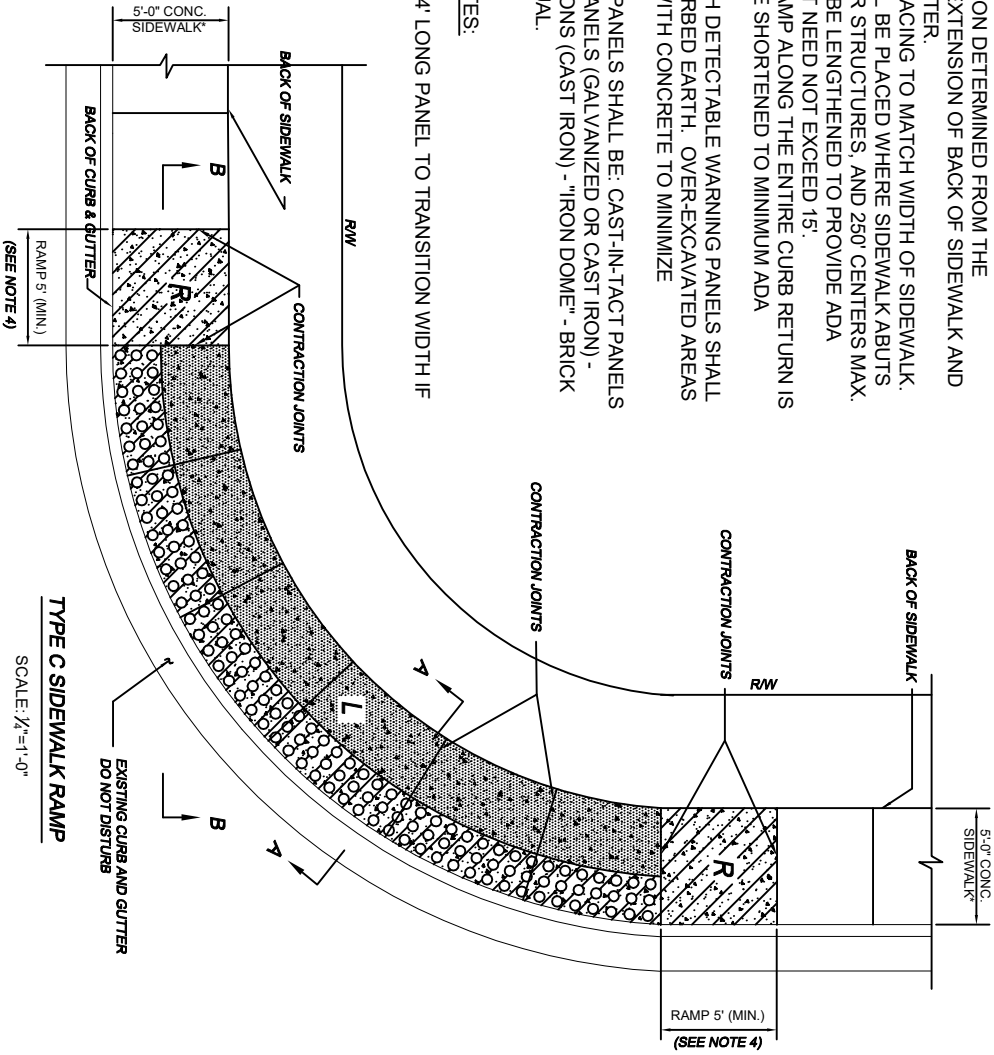 ON DETERMINED FROM THE
EXTENSION OF BACK OF SIDEWALK AND
TER.
ACING TO MATCH WIDTH OF SIDEWALK.
L BE PLACED WHERE SIDEWALK ABUTS
R STRUCTURES, AND 250' CENTERS MAX.
BE LENGTHENED TO PROVIDE ADA
T NEED NOT EXCEED 15'.
AMP ALONG THE ENTIRE CURB RETURN IS
E SHORTENED TO MINIMUM ADA
H DETECTABLE WARNING PANELS SHALL
RBED EARTH. OVER-EXCAVATED AREAS
WITH CONCRETE TO MINIMIZE
PANELS SHALL BE: CAST-IN-TACT PANELS
ANELS (GALVANIZED OR CAST IRON) -
ONS (CAST IRON) - "IRON DOME" - BRICK
IAL.
TES:
4' LONG PANEL TO TRANSITION WIDTH IF
5'-0" CONC.
SIDEWALK*
BACK OF SIDEWALK
R/W
B
BACK OF CURB & GUTTER
R
RAMP 5' (MIN.)
(SEE NOTE 4)
CONTRACTION JOINTS
CONTRACTION JOINTS
CONTRACTION JOINTS
BACK OF SIDEWALK
R/W
5'-0" CONC.
SIDEWALK*
R
RAMP 5' (MIN.)
(SEE NOTE 4)
A
L
A
B
EXISTING CURB AND GUTTER
DO NOT DISTURB
TYPE C SIDEWALK RAMP
SCALE: 1/4"=1'-0"